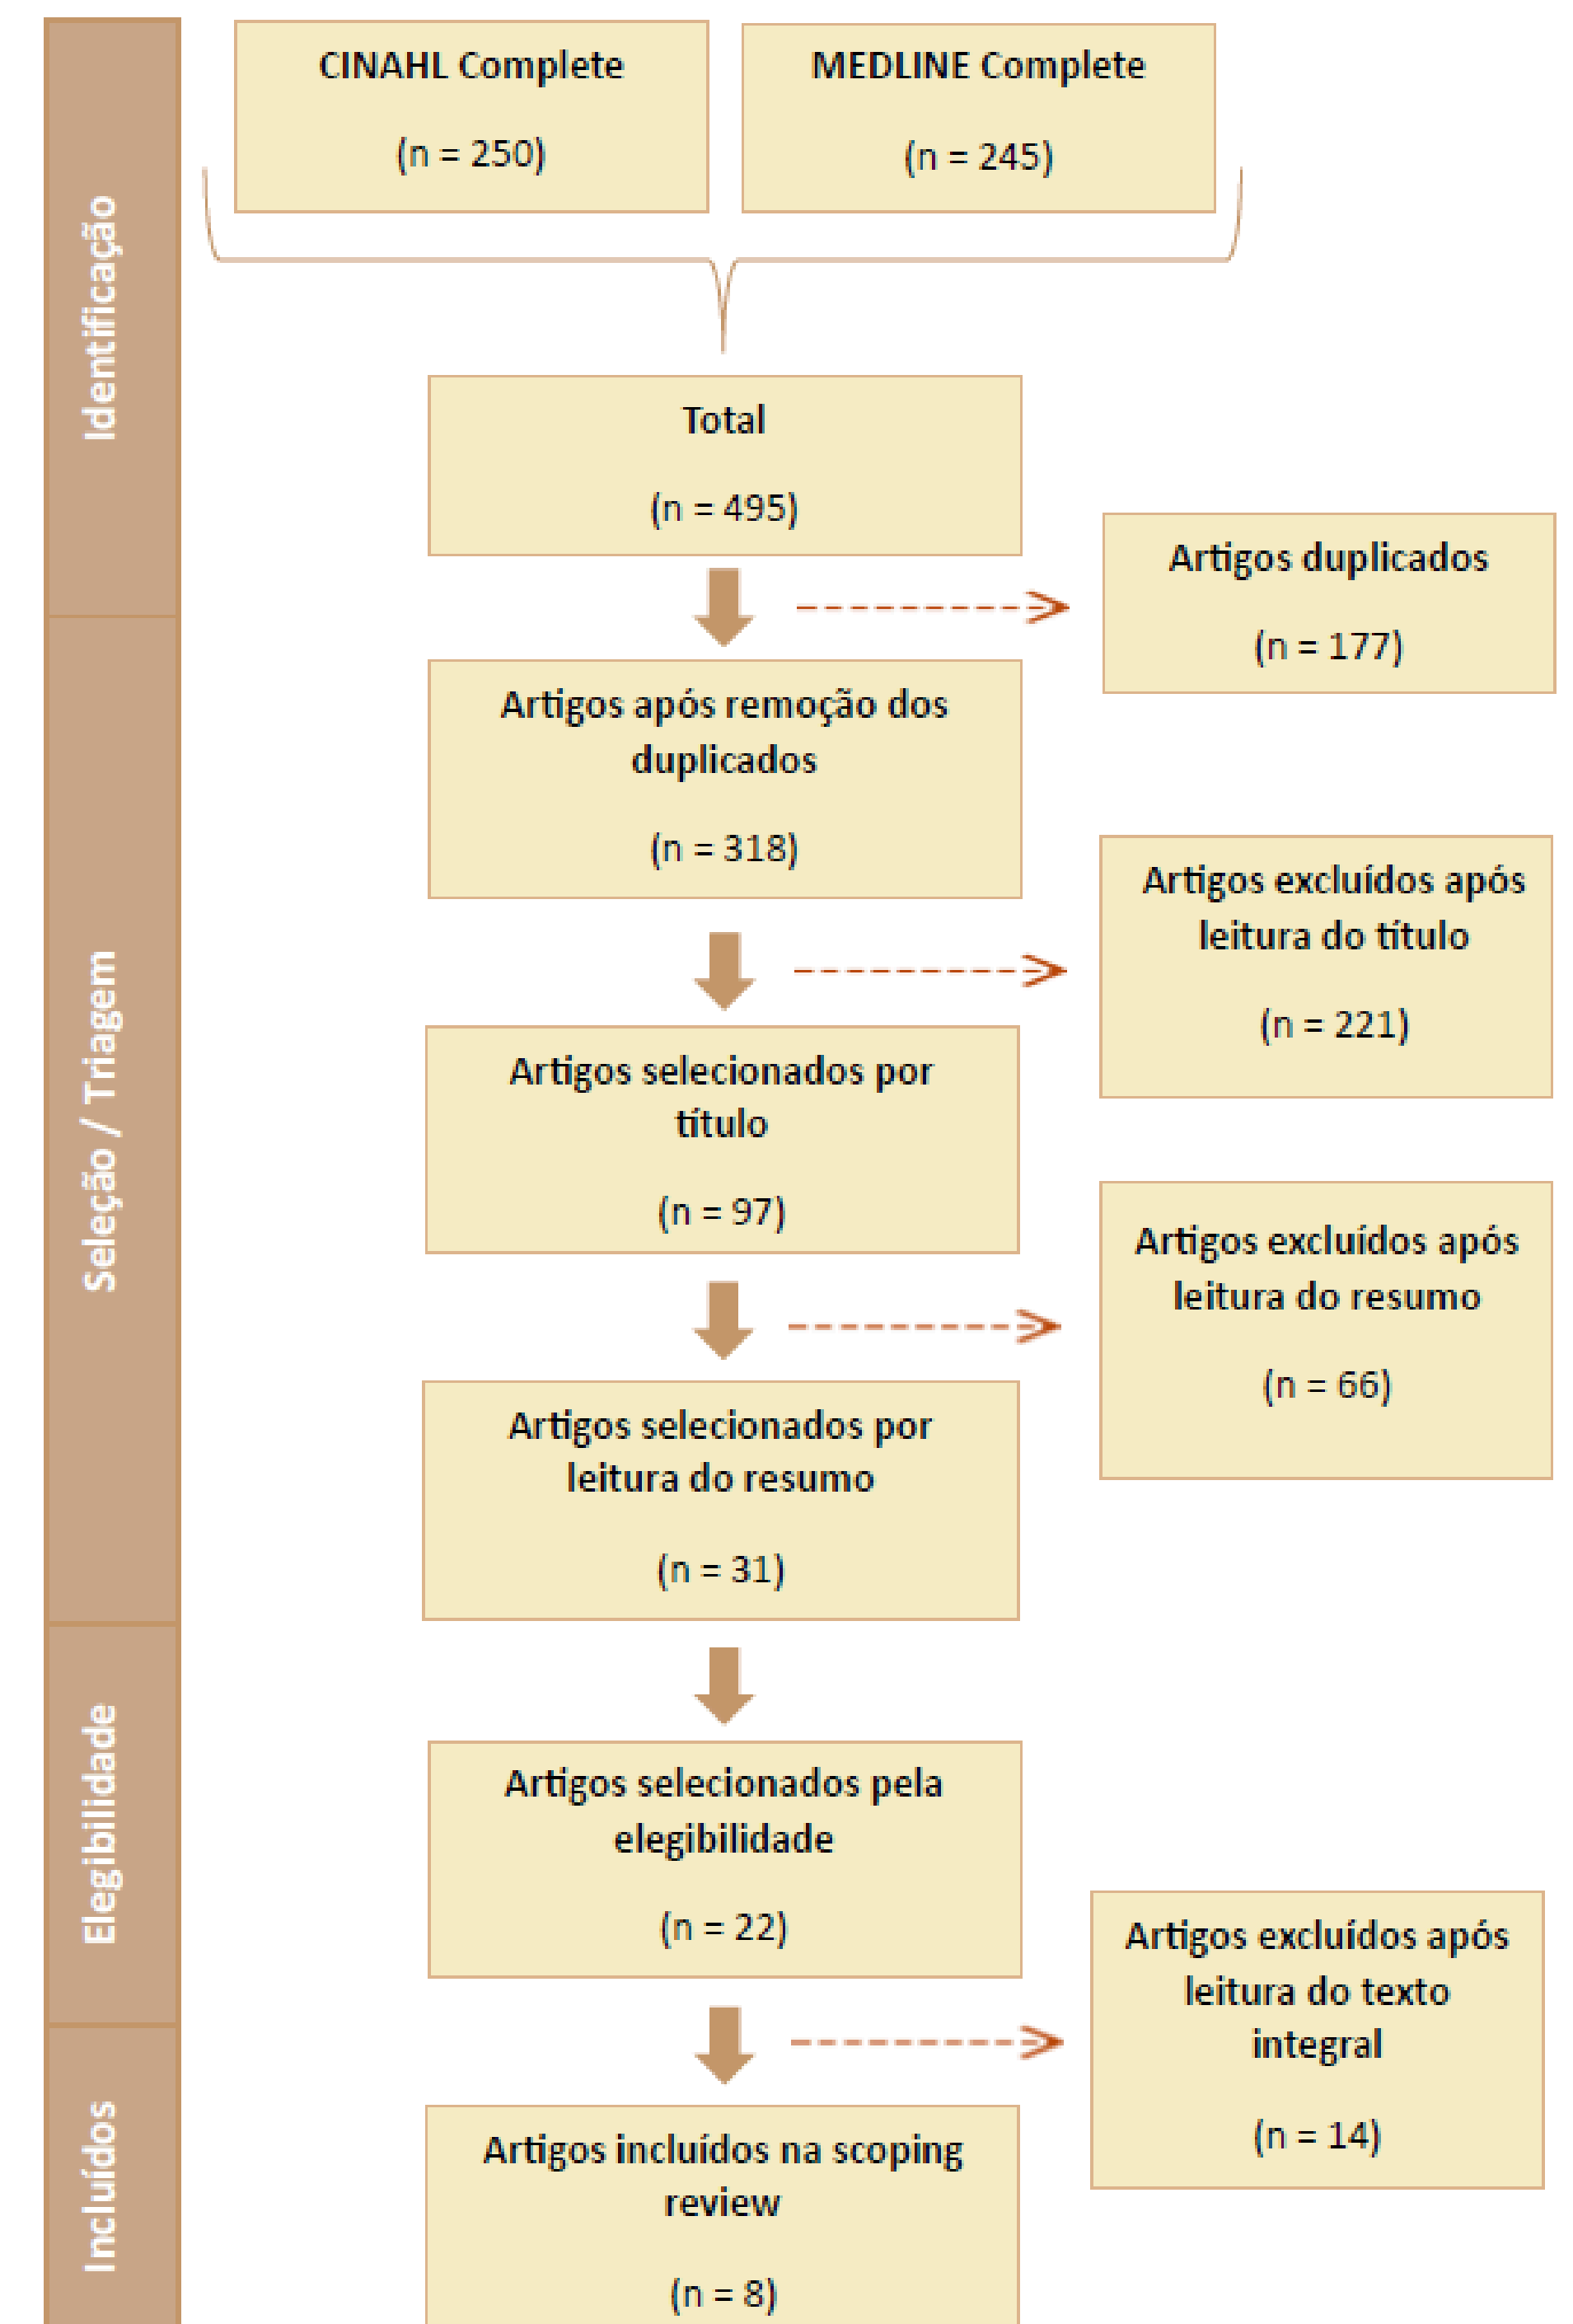 Identificação
CINAHL Complete
(n = 250)
MEDLINE Complete
(n = 245)
Total
(n = 495)
Artigos duplicados
(n = 177)
Seleção / Triagem
Artigos após remoção dos
duplicados
(n = 318)
Artigos excluídos após
leitura do título
(n = 221)
Artigos selecionados por
título
(n = 97)
Artigos excluídos após
leitura do resumo
(n = 66)
Artigos selecionados por
leitura do resumo
(n = 31)
Elegibilidade
Artigos selecionados pela
elegibilidade
(n = 22)
Artigos excluídos após
leitura do texto
integral
(n = 14)
Incluídos
Artigos incluídos na scoping
review
(n = 8)